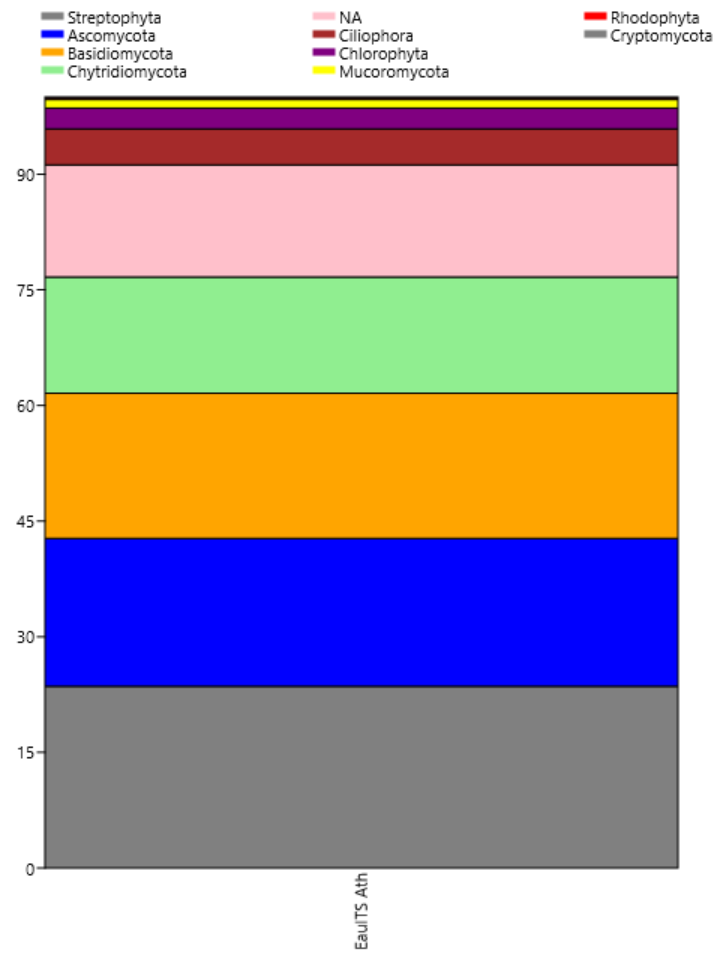 Streptophyta
Ascomycota
Basidiomycota
Chytridiomycota
NA
Ciliophora
Chlorophyta
Mucoromycota
Rhodophyta
Cryptomycota
90
75
60
45
30
15
0
EauITS Ath